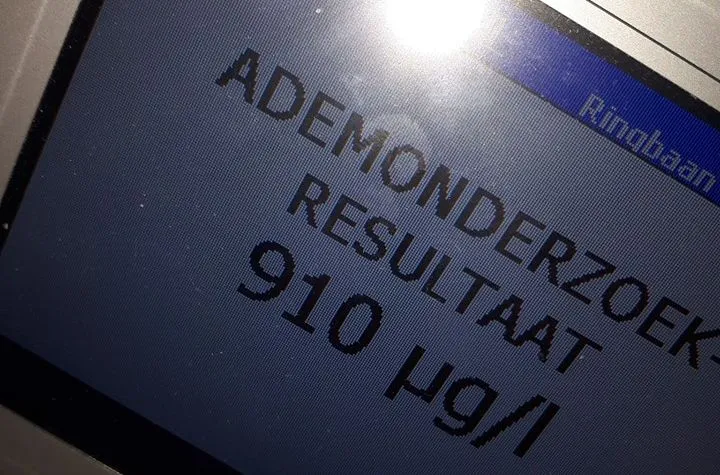 Ringbaan
ADEMONDERZOEK-
RESULTAAT
910 µg/l